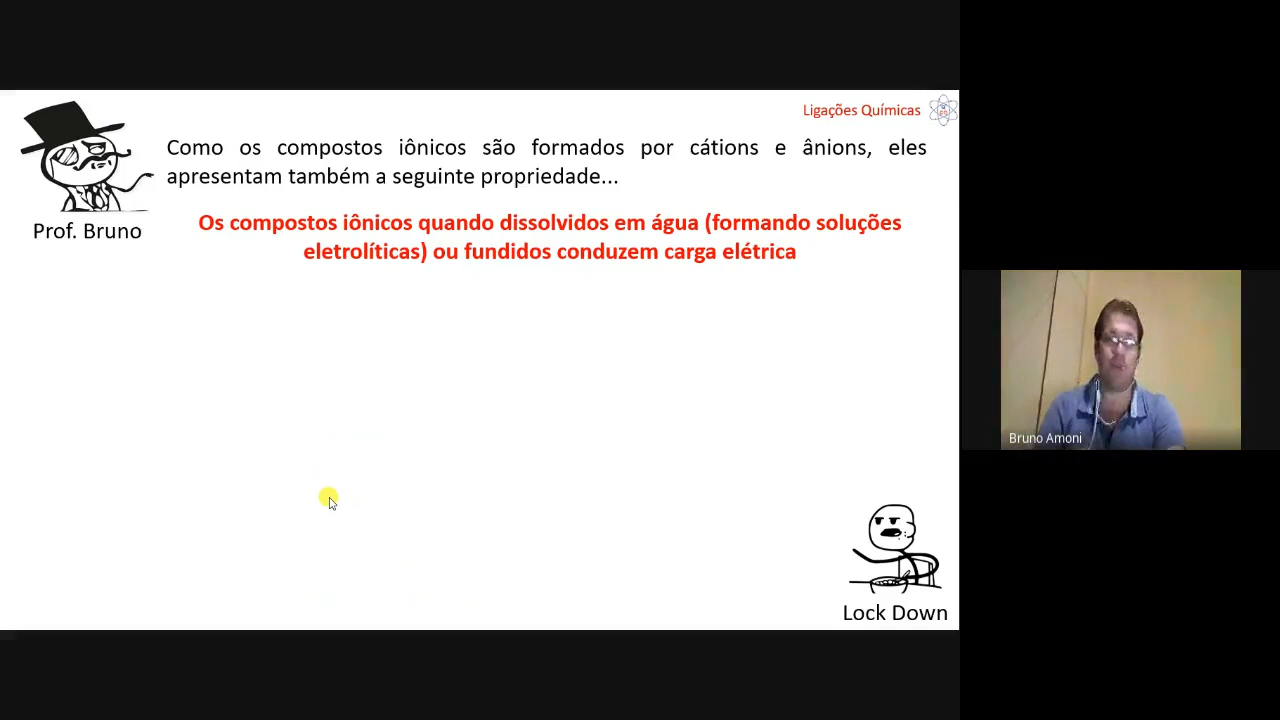 Ligações Químicas
Como os compostos iônicos são formados por cátions e ânions, eles
apresentam também a seguinte propriedade...
Prof. Bruno
Os compostos iônicos quando dissolvidos em água (formando soluções
eletrolíticas) ou fundidos conduzem carga elétrica
Bruno Amoni
Lock Down